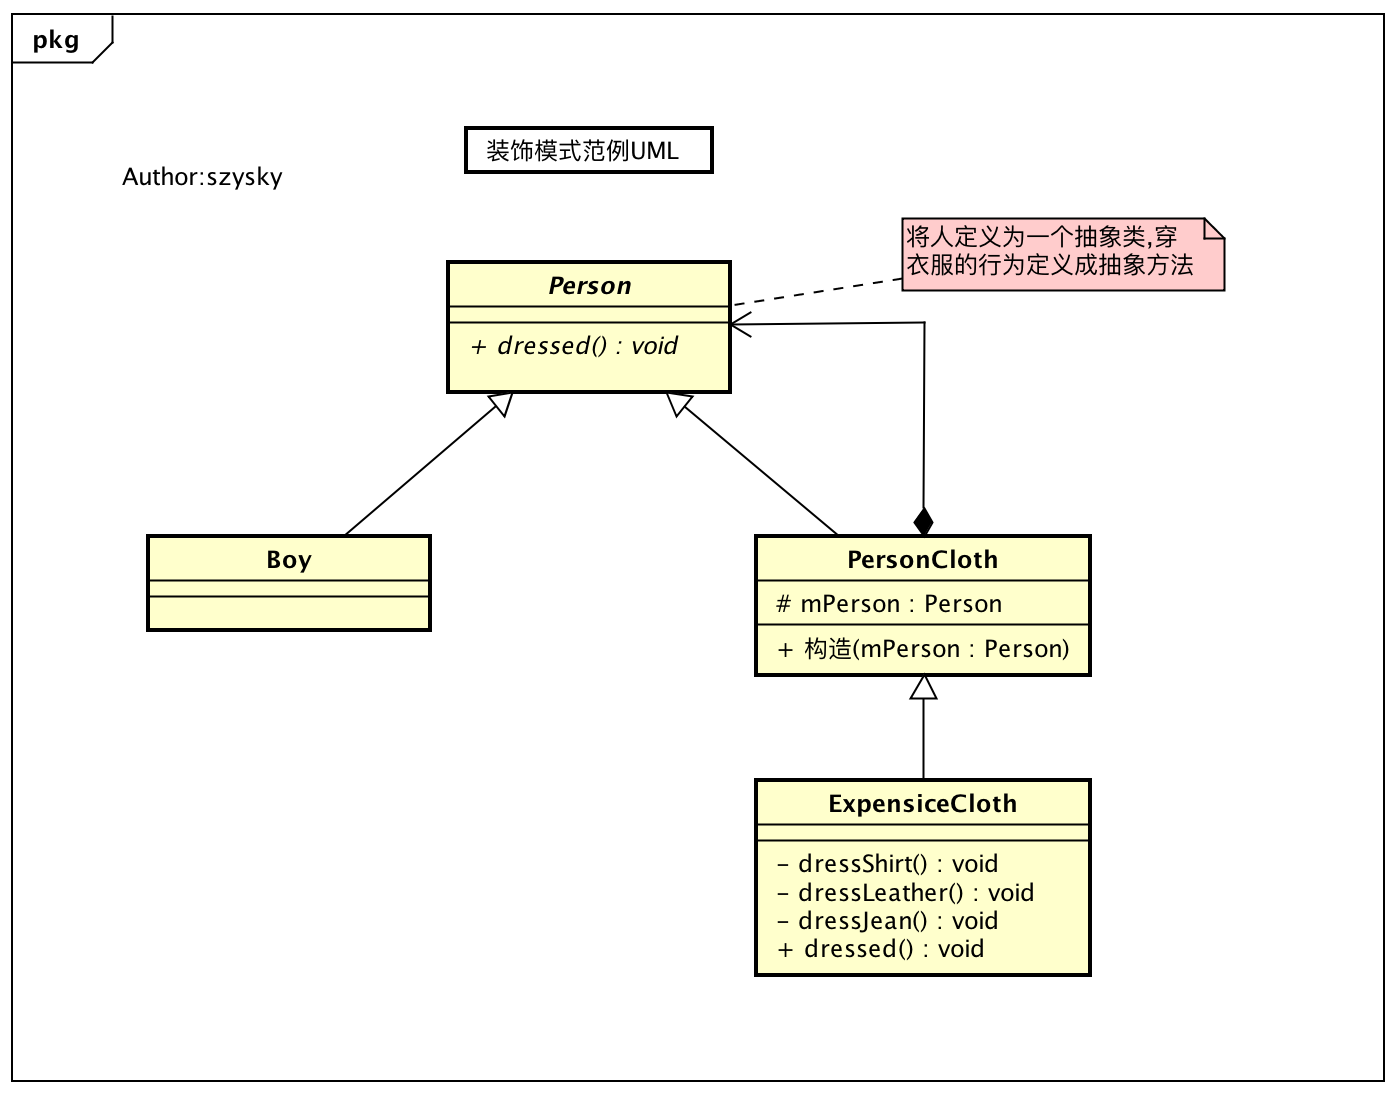 pkg
装饰模式范例UML
Author:szysky
将人定义为一个抽象类,穿
衣服的行为定义成抽象方法
Person
+ dressed() : void
Boy
PersonCloth
# mPerson : Person
+ 构造(mPerson : Person)
ExpensiceCloth
- dressShirt() : void
- dressLeather() : void
- dressJean() : void
+ dressed() : void